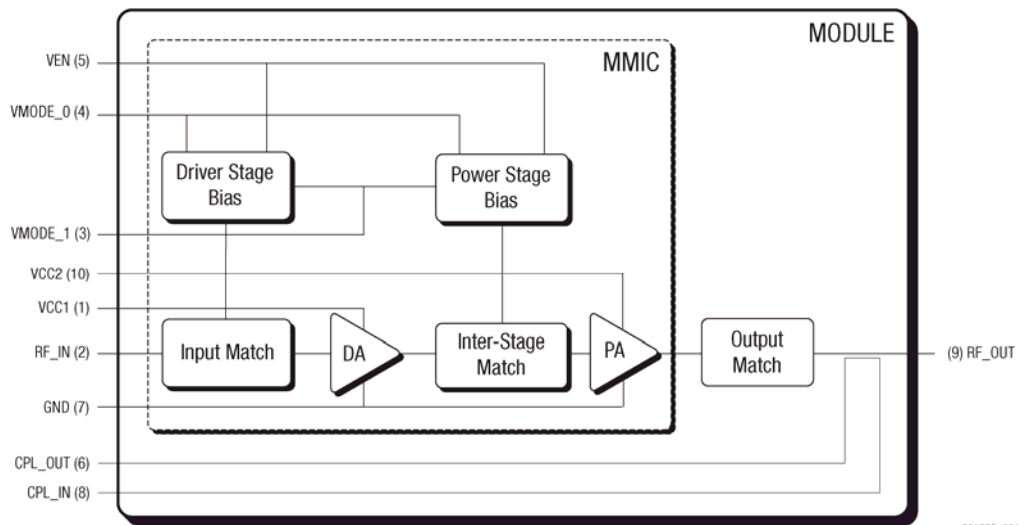 MODULE
MMIC
VEN (5)
VMODE_0 (4)
Driver Stage
Bias
Power Stage
Bias
VMODE_1 (3)
VCC2 (10)
VCC1 (1)
RF_IN (2)
Input Match
DA
Inter-Stage
Match
PA
Output
Match
(9) RF_OUT
GND (7)
CPL_OUT (6)
CPL_IN (8)